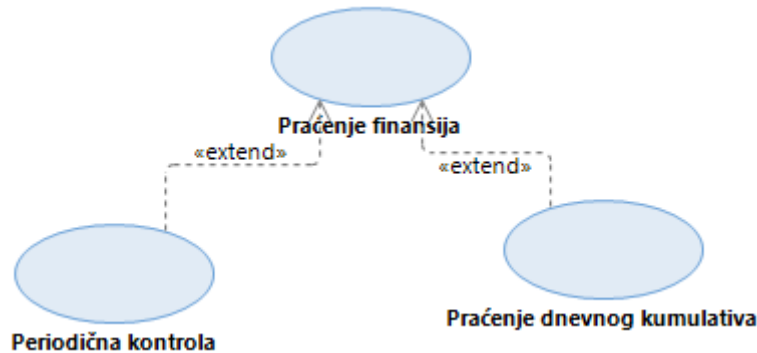 Praćenje finansija
«extend»
«extend»
Periodična kontrola
Praćenje dnevnog kumulativa